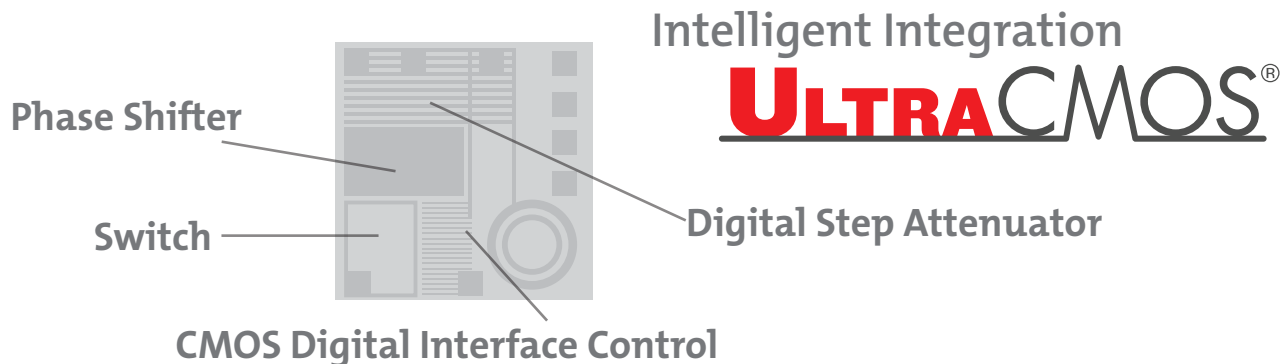 Intelligent Integration
ULTRACMOS®
Phase Shifter
Switch
Digital Step Attenuator
CMOS Digital Interface Control